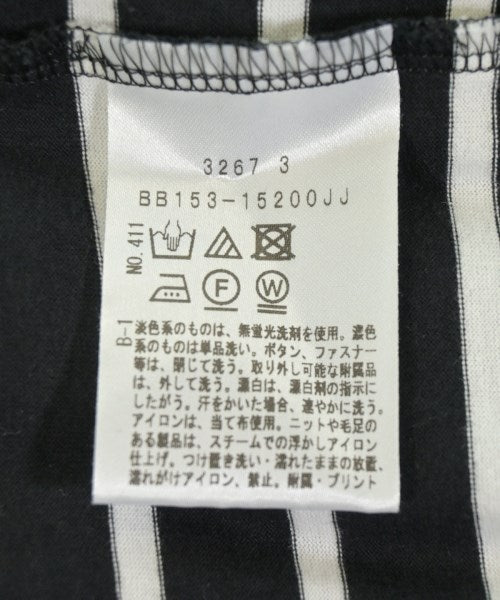 3267 3
BB153-15200JJ
NO.411
F
W
B-1
淡色系のものは、無蛍光洗剤を使用。濃色
系のものは単品洗い。ボタン、ファスナー
等は、閉じて洗う。取り外し可能な附属品
は、外して洗う。漂白は、漂白剤の指示に
したがう。汗をかいた場合、速やかに洗う。
アイロンは、当て布使用。ニットや毛足の
ある製品は、スチームでの浮かしアイロン
仕上げ。つけ置き洗い・濡れたままの放置、
濡れがけアイロン、禁止。附属・プリント